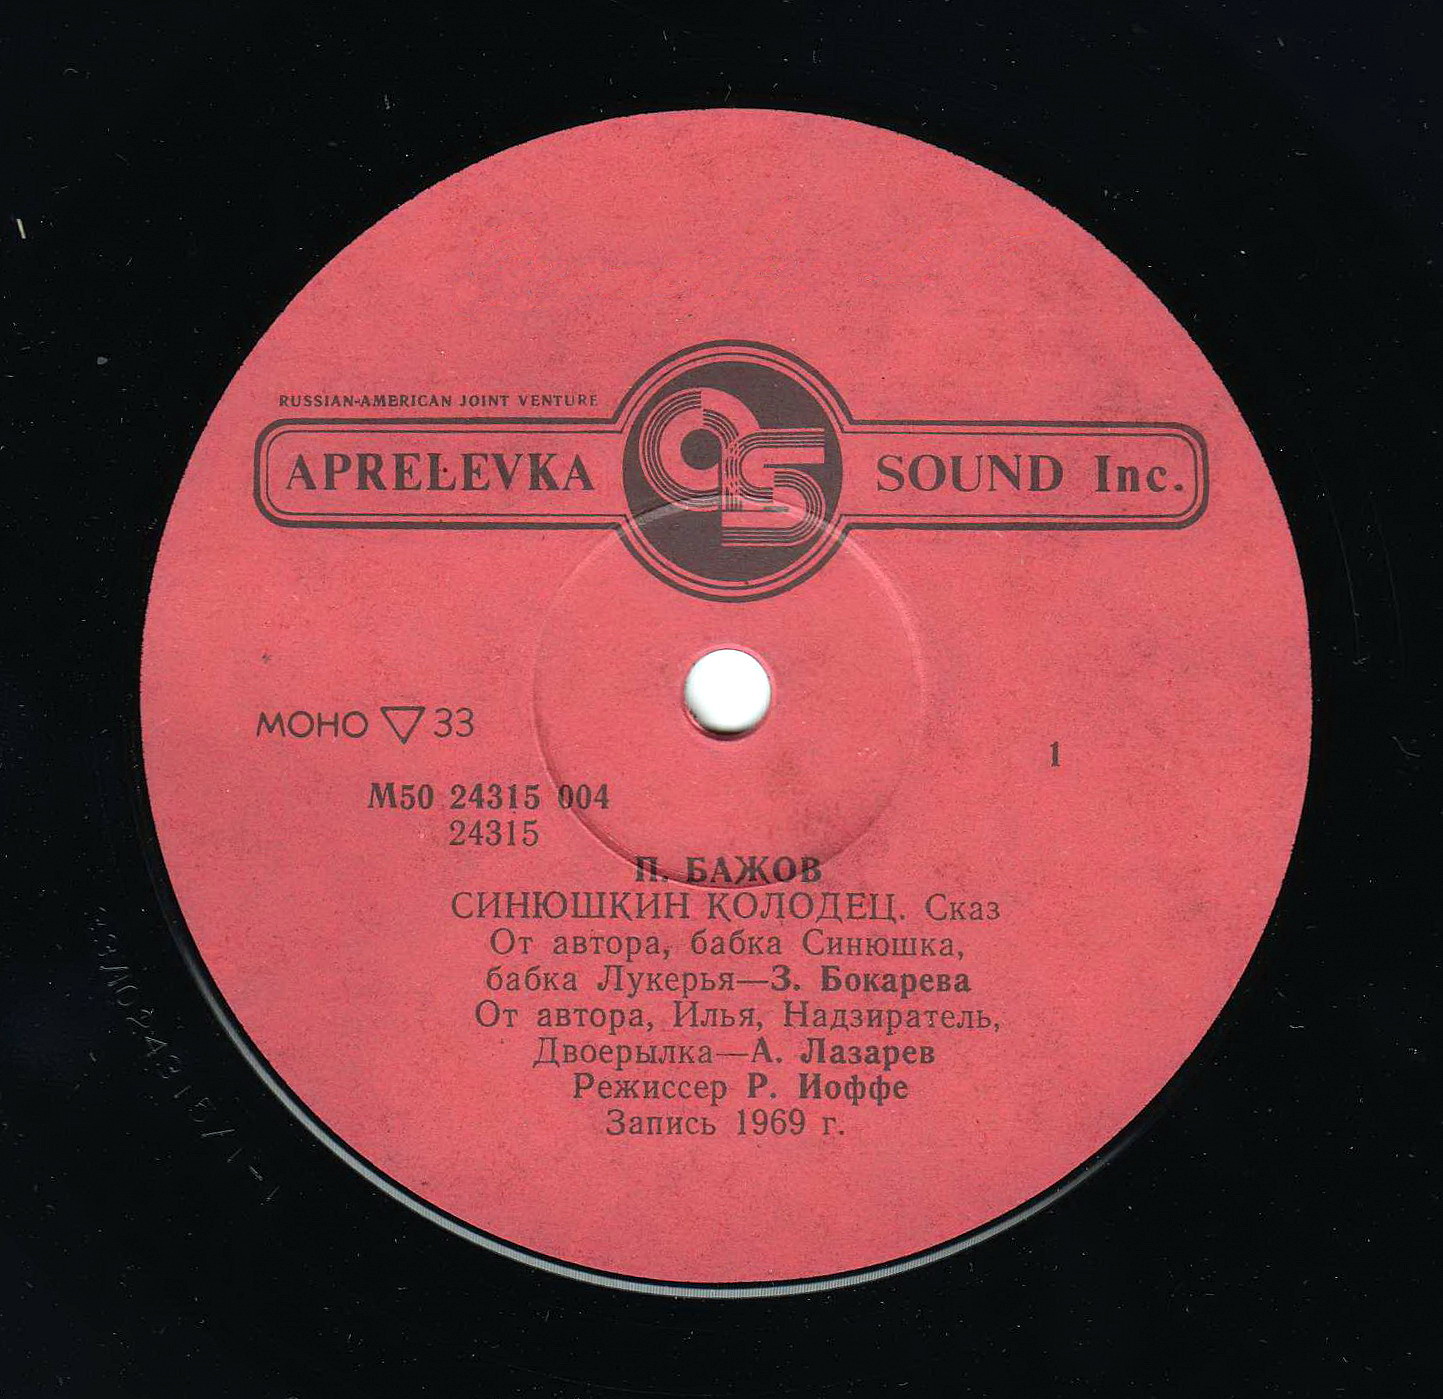 RUSSIAN-AMERICAN JOINT VENTURE
APRELEVKA SOUND Inc.
МОНО 33
1
М50 24315 004
24315
П. БАЖОВ
СИНЮШКИН КОЛОДЕЦ. Сказ
От автора, бабка Синюшка,
бабка Лукерья—З. Бокарева
От автора, Илья, Надзиратель,
Двоерылка—А. Лазарев
Режиссер Р. Иоффе
Запись 1969 г.